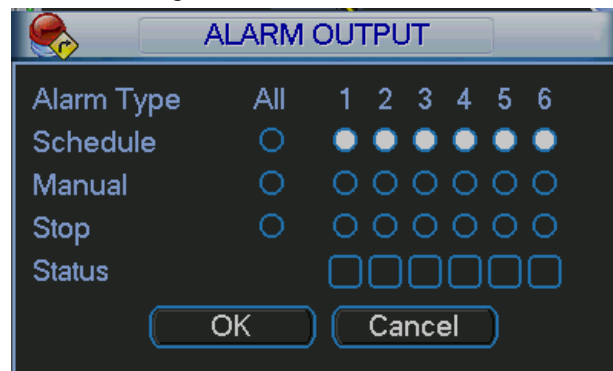 ALARM OUTPUT
Alarm Type All 1 2 3 4 5 6
Schedule
Manual
Stop
Status
OK Cancel